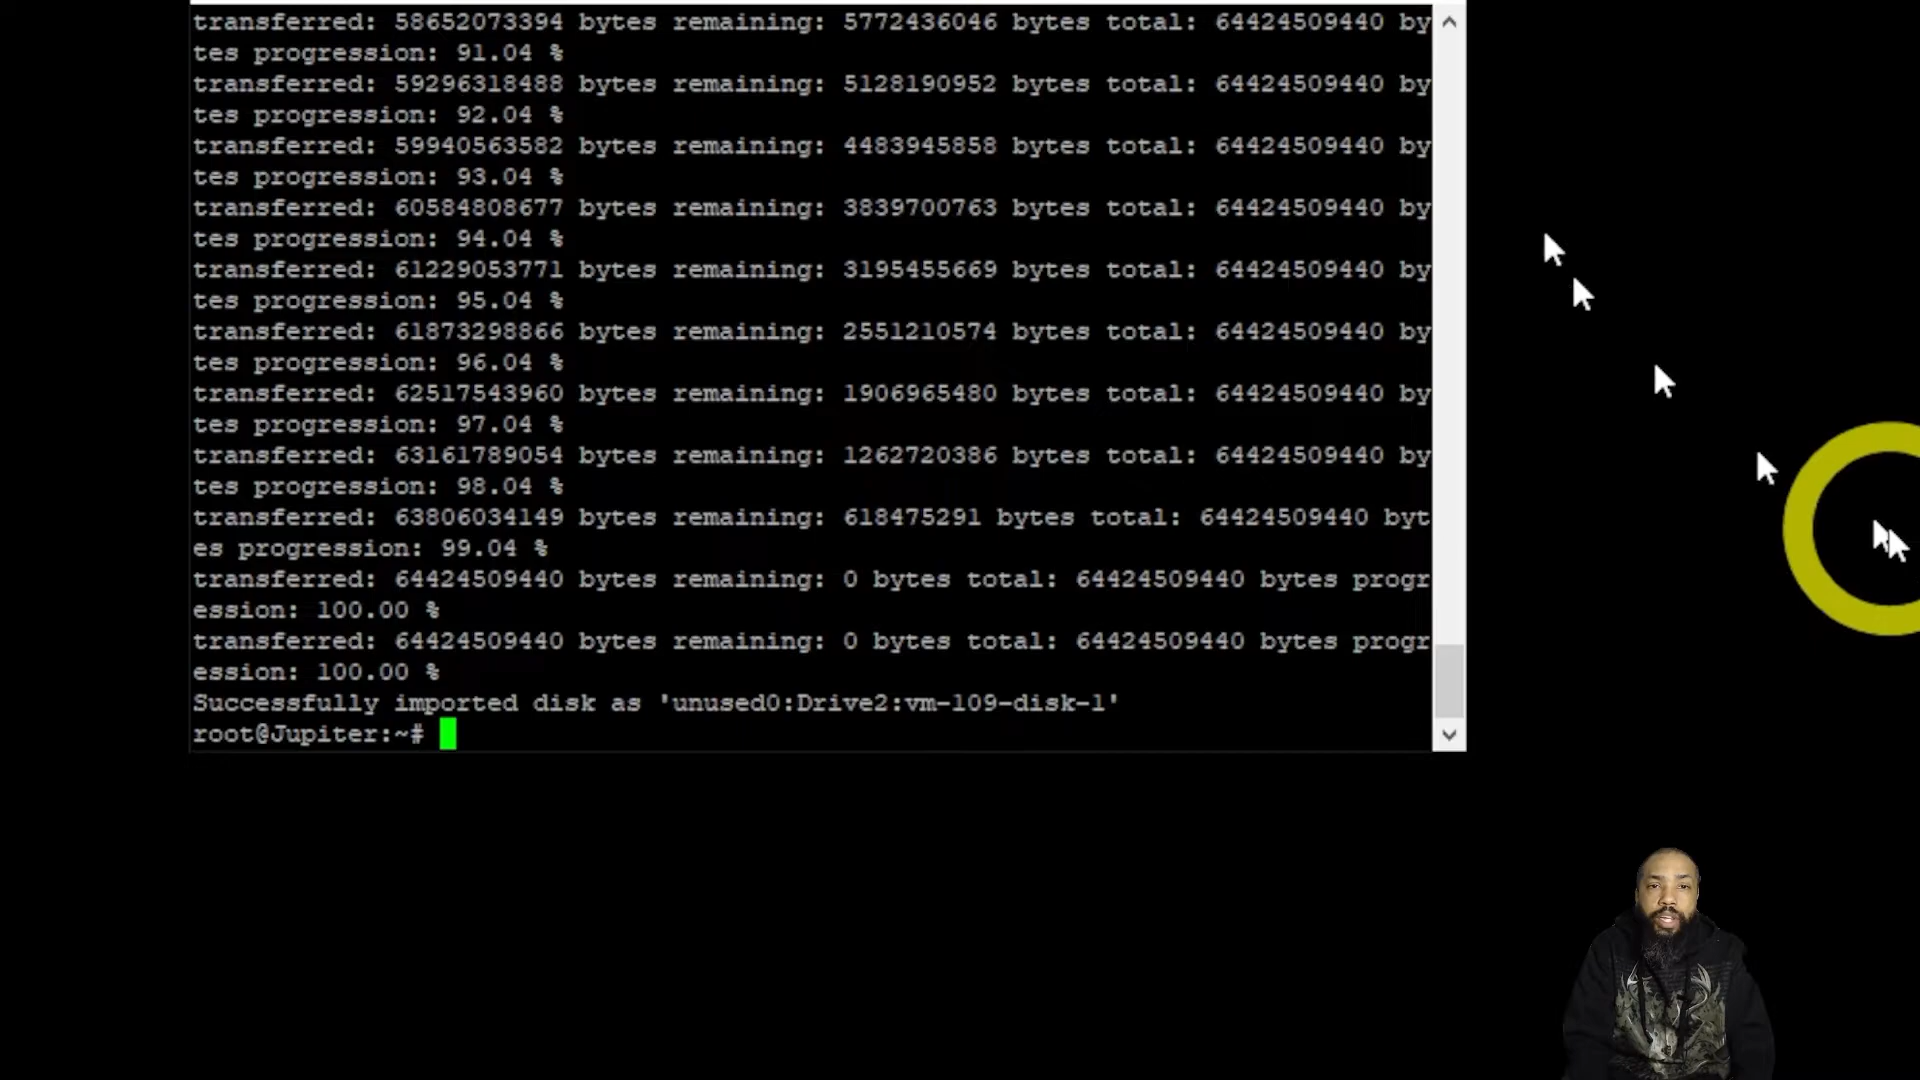 transferred: 58652073394 bytes remaining: 5772436046 bytes total: 64424509440 by
tes progression: 91.04 %
transferred: 59296318488 bytes remaining: 5128190952 bytes total: 64424509440 by
tes progression: 92.04 %
transferred: 59940563582 bytes remaining: 4483945858 bytes total: 64424509440 by
tes progression: 93.04 %
transferred: 60584808677 bytes remaining: 3839700763 bytes total: 64424509440 by
tes progression: 94.04 %
transferred: 61229053771 bytes remaining: 3195455669 bytes total: 64424509440 by
tes progression: 95.04 %
transferred: 61873298866 bytes remaining: 2551210574 bytes total: 64424509440 by
tes progression: 96.04 %
transferred: 62517543960 bytes remaining: 1906965480 bytes total: 64424509440 by
tes progression: 97.04 %
transferred: 63161789054 bytes remaining: 1262720386 bytes total: 64424509440 by
tes progression: 98.04 %
transferred: 63806034149 bytes remaining: 618475291 bytes total: 64424509440 byt
es progression: 99.04 %
transferred: 64424509440 bytes remaining: 0 bytes total: 64424509440 bytes progr
ession: 100.00 %
transferred: 64424509440 bytes remaining: 0 bytes total: 64424509440 bytes progr
ession: 100.00 %
Successfully imported disk as 'unused0:Drive2:vm-109-disk-1'
root@Jupiter:~#